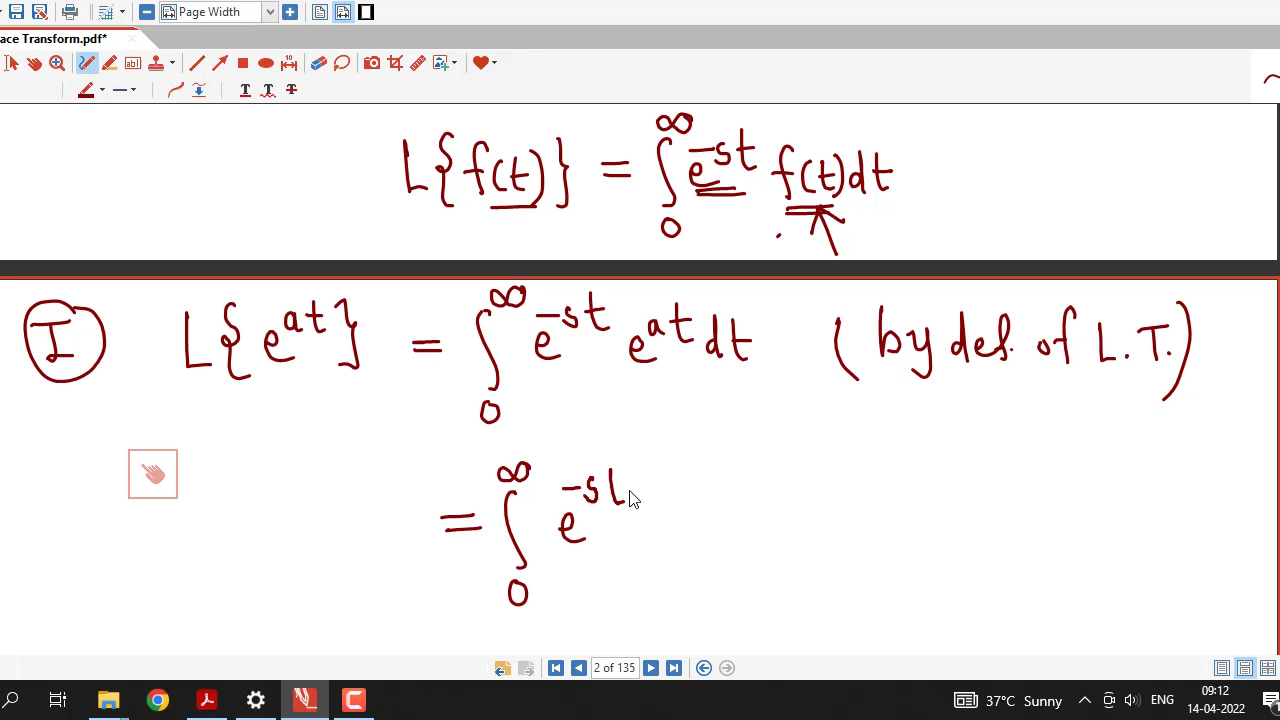 Page Width
ace Transform.pdf*
L{f(t)} = ∫₀^∞ e^-st f(t)dt
I L{e^at} = ∫₀^∞ e^-st e^at dt (by def. of L.T.)
= ∫₀^∞ e^-s
2 of 135
37°C Sunny ENG 09:12
14-04-2022